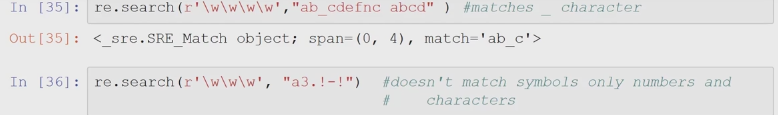 In [35]: re.search(r'\w\w\w\w',"ab_cdefnc abcd" ) #matches _ character
Out[35]: <_sre.SRE_Match object; span=(0, 4), match='ab_c'>
In [36]: re.search(r'\w\w\w', "a3.!-!") #doesn't match symbols only numbers and
# characters